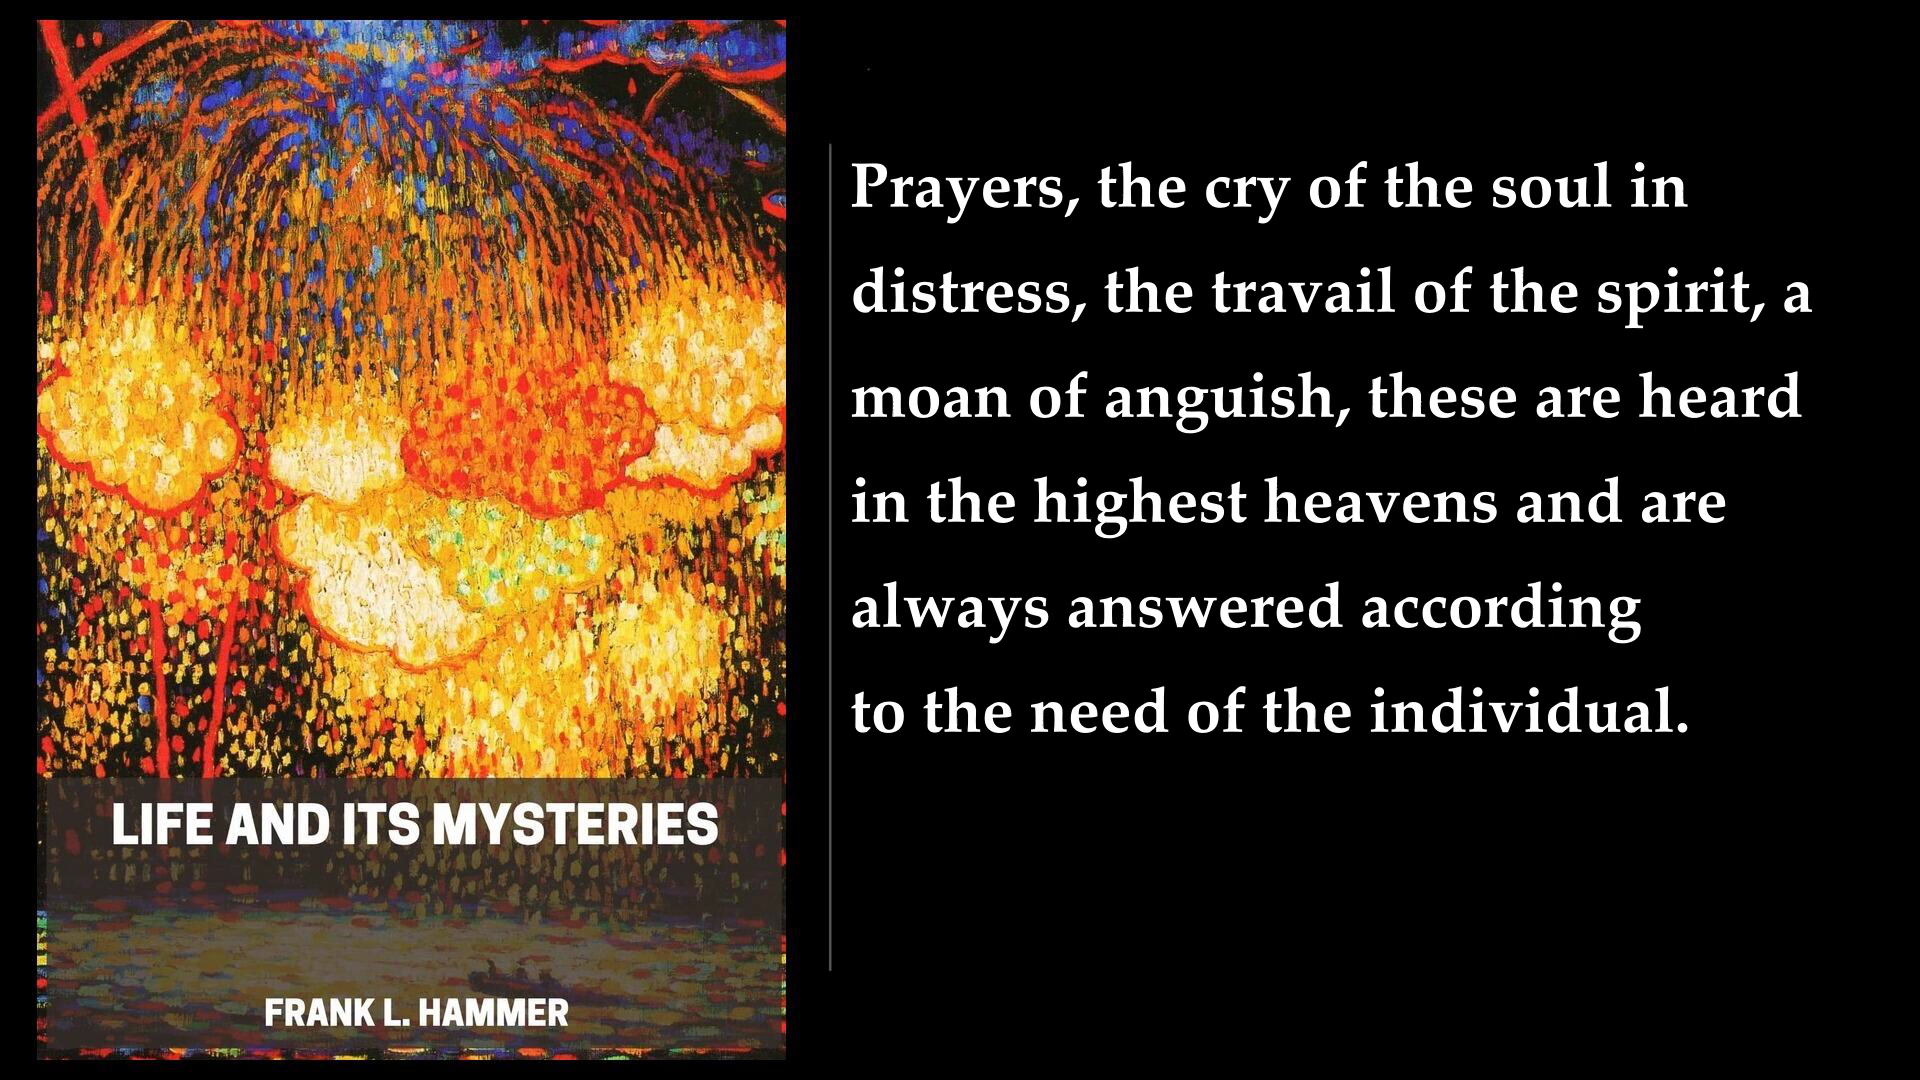 LIFE AND ITS MYSTERIES
FRANK L. HAMMER
Prayers, the cry of the soul in
distress, the travail of the spirit, a
moan of anguish, these are heard
in the highest heavens and are
always answered according
to the need of the individual.